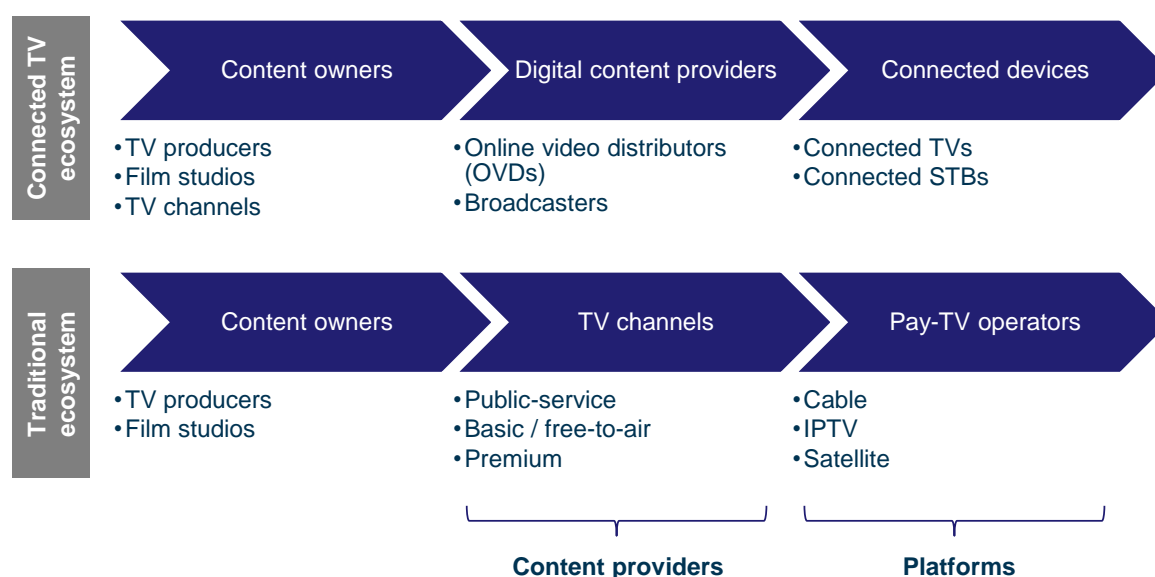 Connected TV
ecosystem
Content owners
Digital content providers
Connected devices
•TV producers
•Film studios
•TV channels
•Online video distributors
(OVDs)
•Broadcasters
•Connected TVs
•Connected STBs
Traditional
ecosystem
Content owners
TV channels
Pay-TV operators
•TV producers
•Film studios
•Public-service
•Basic / free-to-air
•Premium
•Cable
•IPTV
•Satellite
Content providers
Platforms